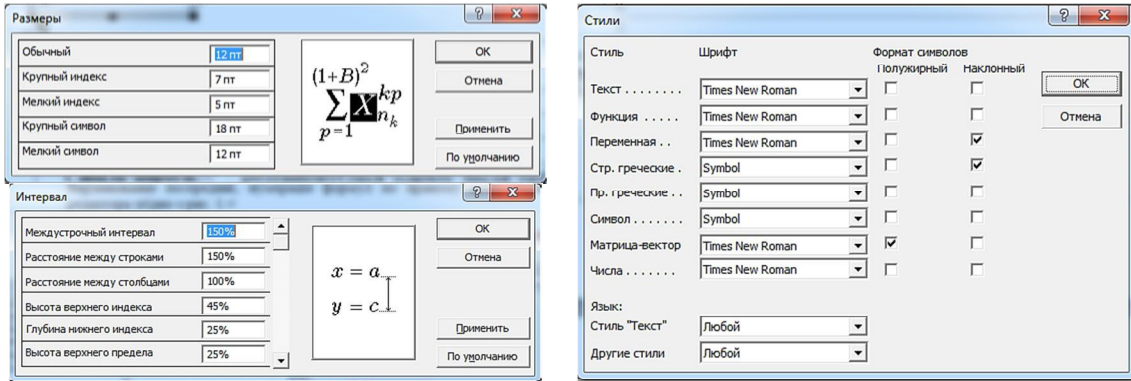 Размеры
Обычный 12 пт
Крупный индекс 7 пт
Мелкий индекс 5 пт
Крупный символ 18 пт
Мелкий символ 12 пт
(1+B)²
∑ X kp n_k
p=1
ОК
Отмена
Применить
По умолчанию
Интервал
Междустрочный интервал 150%
Расстояние между строками 150%
Расстояние между столбцами 100%
Высота верхнего индекса 45%
Глубина нижнего индекса 25%
Высота верхнего предела 25%
x = a
y = c
ОК
Отмена
Применить
По умолчанию
Стили
Стиль Шрифт Формат символов
Полужирный Наклонный
Текст . . . . . . . . Times New Roman
Функция . . . . . Times New Roman
Переменная . . Times New Roman
Стр. греческие . Symbol
Пр. греческие . . Symbol
Символ . . . . . . . Symbol
Матрица-вектор Times New Roman
Числа . . . . . . . Times New Roman
Язык:
Стиль "Текст" Любой
Другие стили Любой
ОК
Отмена